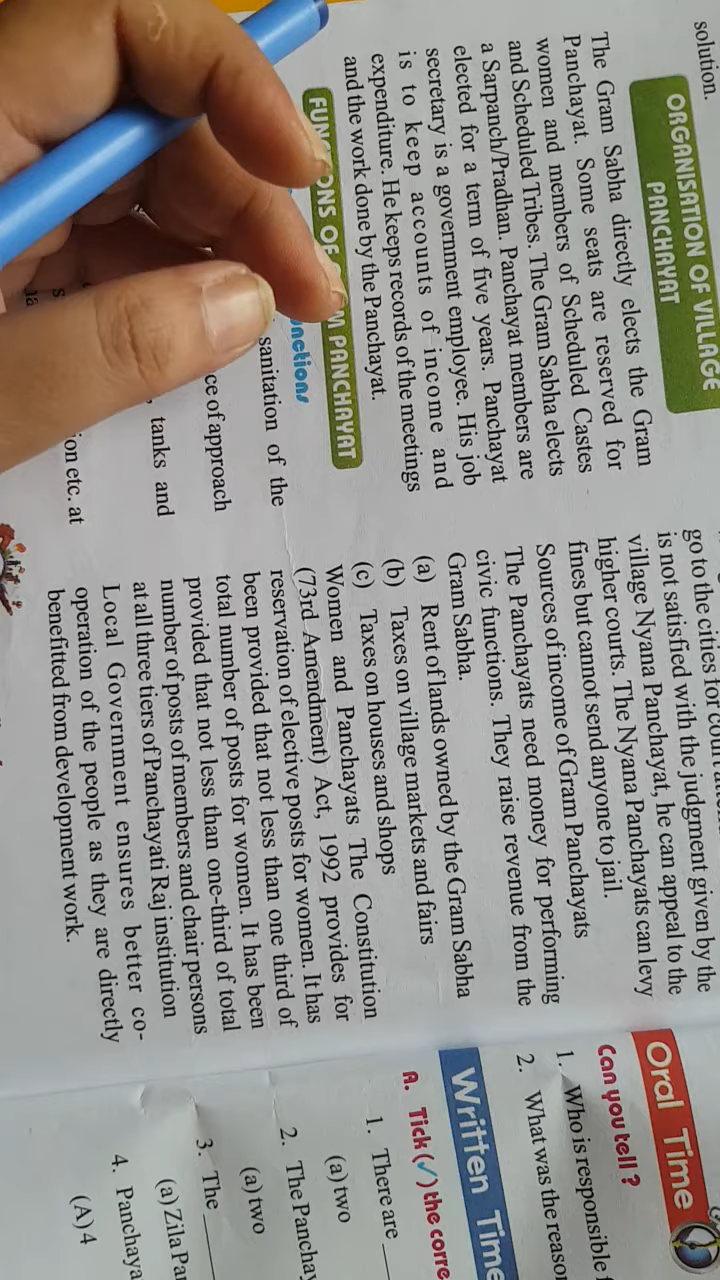 solution.
ORGANISATION OF VILLAGE
PANCHAYAT
The Gram Sabha directly elects the Gram
Panchayat. Some seats are reserved for
women and members of Scheduled Castes
and Scheduled Tribes. The Gram Sabha elects
a Sarpanch/Pradhan. Panchayat members are
elected for a term of five years. Panchayat
secretary is a government employee. His job
is to keep accounts of income and
expenditure. He keeps records of the meetings
and the work done by the Panchayat.
OF PANCHAYAT
sanitation of the
of approach
tanks and
etc. at
go to the cities for
is not satisfied with the judgment given by the
village Nyana Panchayat, he can appeal to the
higher courts. The Nyana Panchayats can levy
fines but cannot send anyone to jail.
Sources of income of Gram Panchayats
The Panchayats need money for performing
civic functions. They raise revenue from the
Gram Sabha.
(a) Rent of lands owned by the Gram Sabha
(b) Taxes on village markets and fairs
(c) Taxes on houses and shops
Women and Panchayats The Constitution
(73rd Amendment) Act, 1992 provides for
reservation of elective posts for women. It has
been provided that not less than one third of
total number of posts for women. It has been
provided that not less than one-third of total
number of posts of members and chair persons
at all three tiers of Panchayati Raj institution
Local Government ensures better co-
operation of the people as they are directly
benefitted from development work.
Oral Time
Can you tell ?
1. Who is responsible
2. What was the
Written Time
A. Tick (✓) the
1. There are ___
(a) two
2. The
(a) two
3. The ___
(a) Zila
4.
(A) 4